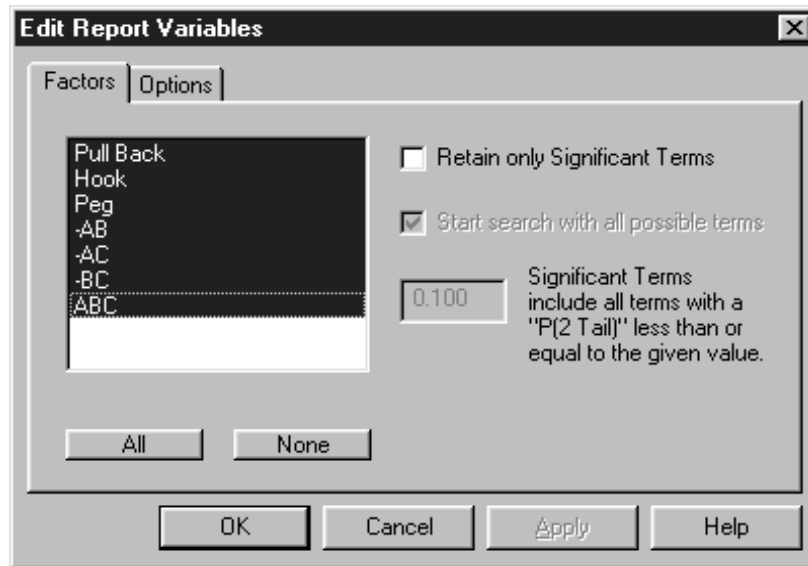 Edit Report Variables
Factors
Options
Pull Back
Hook
Peg
-AB
-AC
-BC
ABC
Retain only Significant Terms
Start search with all possible terms
0.100
Significant Terms
include all terms with a
"P(2 Tail)" less than or
equal to the given value.
All
None
OK
Cancel
Apply
Help